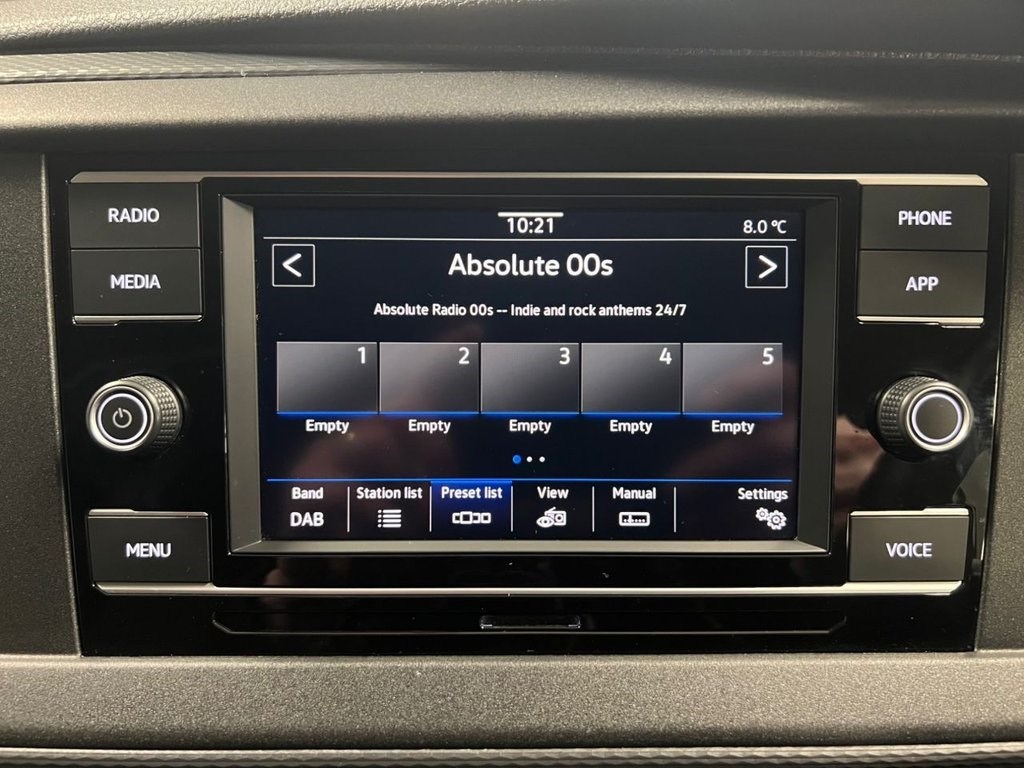 RADIO
MEDIA
MENU
10:21
8.0 °C
<
Absolute 00s
>
Absolute Radio 00s -- Indie and rock anthems 24/7
1 2 3 4 5
Empty Empty Empty Empty Empty
Band Station list Preset list View Manual Settings
DAB
PHONE
APP
VOICE